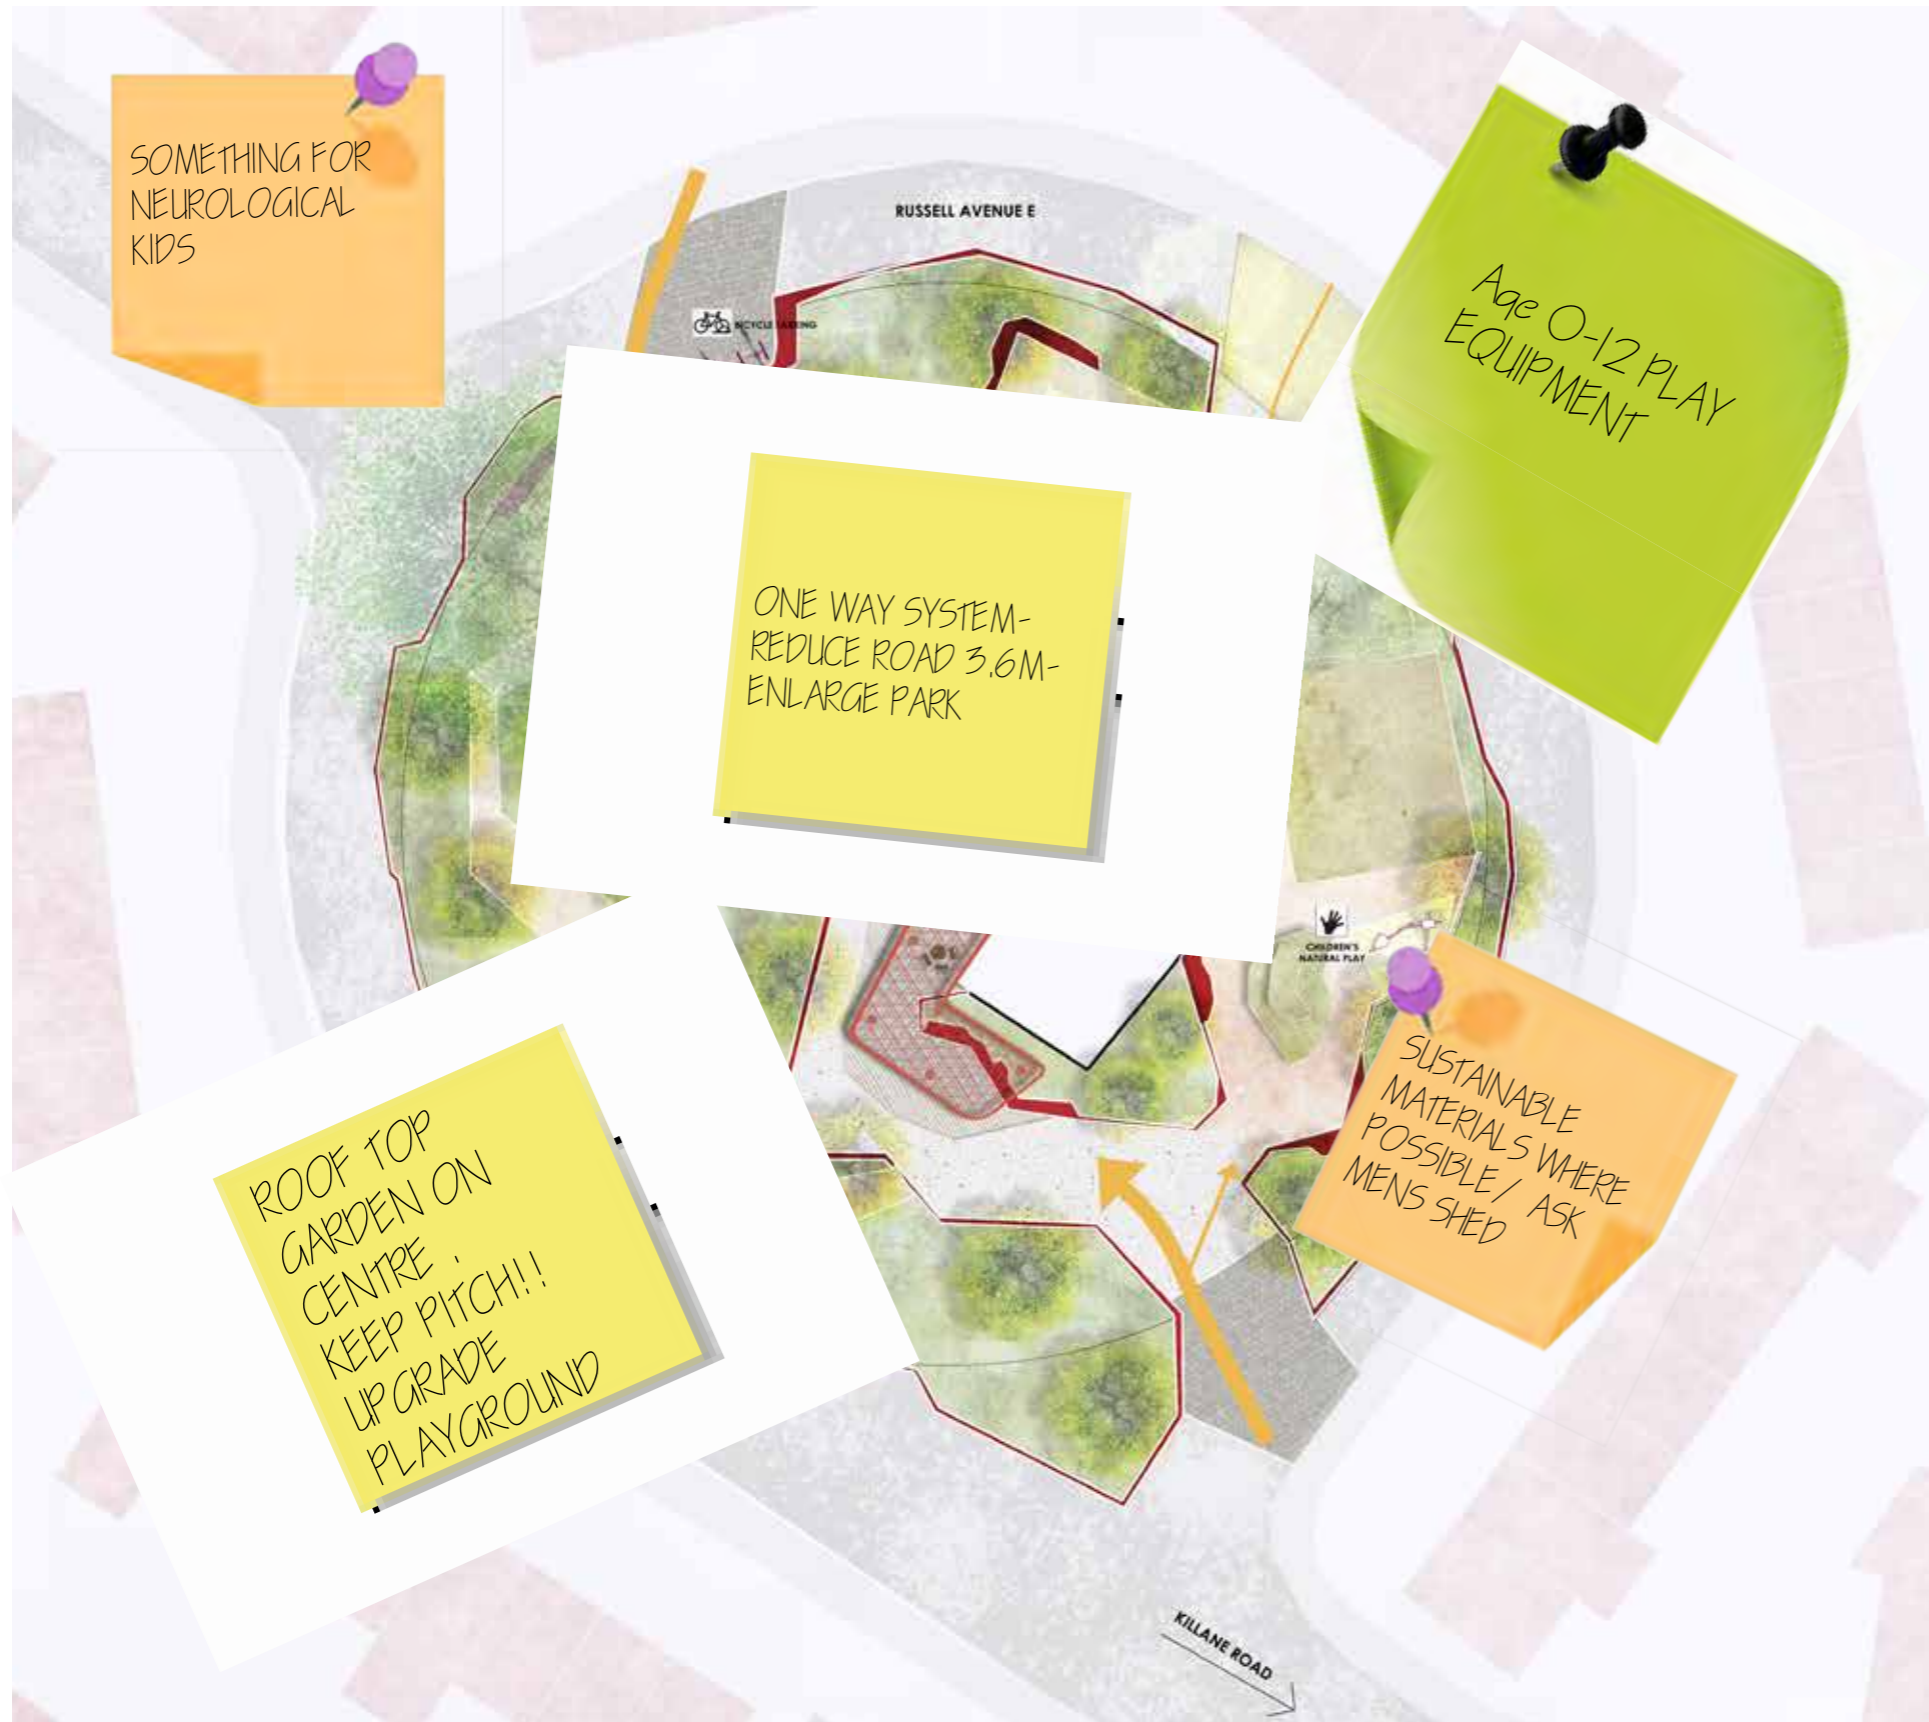 SOMETHING FOR
NEUROLOGICAL
KIDS
RUSSELL AVENUE E
BICYCLE PARKING
Age 0-12 PLAY
EQUIPMENT
ONE WAY SYSTEM-
REDUCE ROAD 3.6M-
ENLARGE PARK
CHILDREN'S
NATURAL PLAY
SUSTAINABLE
MATERIALS WHERE
POSSIBLE/ ASK
MENS SHED
ROOF TOP
GARDEN ON
CENTRE .
KEEP PITCH!!
UPGRADE
PLAYGROUND
KILLANE ROAD